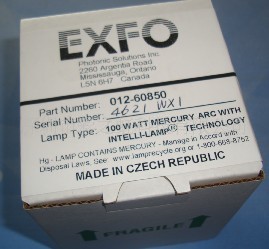 EXFO
Photonic Solutions Inc.
2260 Argentia Road
Mississauga, Ontario
L5N 6H7 Canada
Part Number: 012-60850
Serial Number: 4621 WX1
Lamp Type: 100 WATT MERCURY ARC WITH
INTELLI-LAMP® TECHNOLOGY
Hg - LAMP CONTAINS MERCURY - Manage in Accord with
Disposal Laws. See: www.lamprecycle.org or 1-800-668-8752
MADE IN CZECH REPUBLIC
FRAGILE